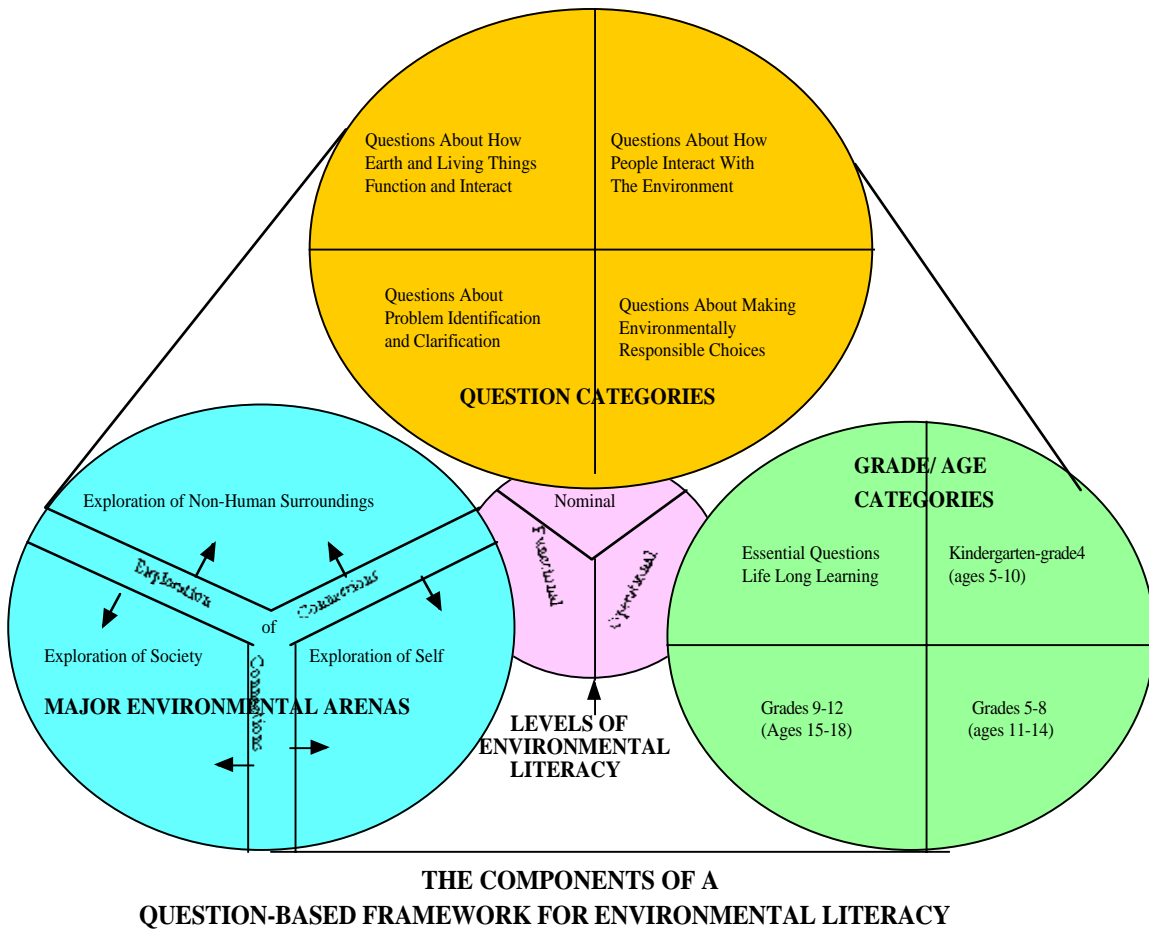 Questions About How
Earth and Living Things
Function and Interact
Questions About How
People Interact With
The Environment
Questions About
Problem Identification
and Clarification
Questions About Making
Environmentally
Responsible Choices
QUESTION CATEGORIES
Exploration of Non-Human Surroundings
Exploration
of
Connections
Connections
Exploration of Society
Exploration of Self
MAJOR ENVIRONMENTAL ARENAS
Nominal
Functional
Operational
LEVELS OF
ENVIRONMENTAL
LITERACY
GRADE/ AGE
CATEGORIES
Essential Questions
Life Long Learning
Kindergarten-grade4
(ages 5-10)
Grades 9-12
(Ages 15-18)
Grades 5-8
(ages 11-14)
THE COMPONENTS OF A
QUESTION-BASED FRAMEWORK FOR ENVIRONMENTAL LITERACY